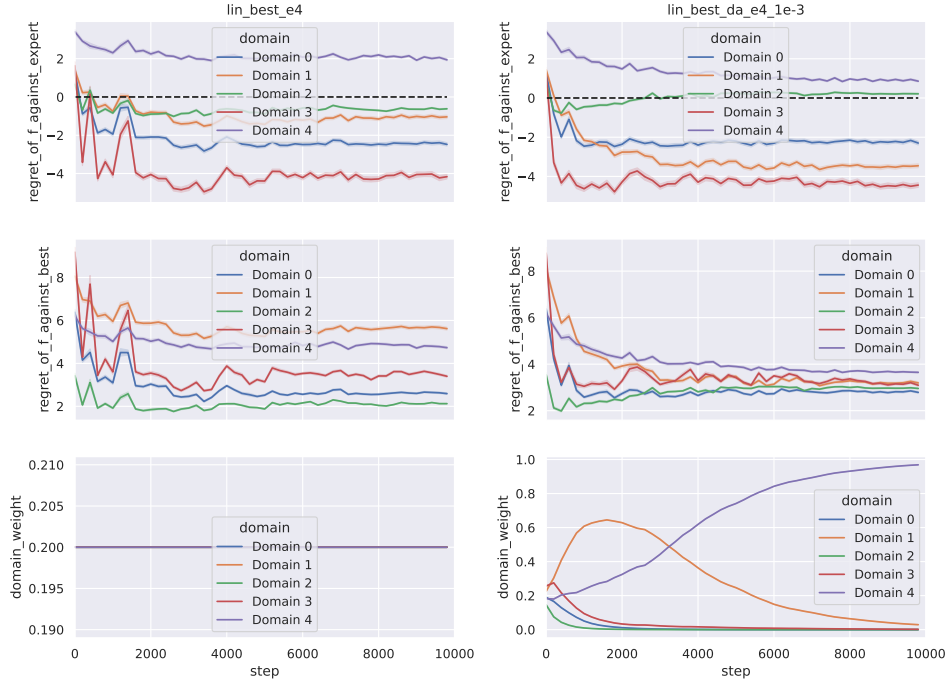 lin_best_e4
regret_of_f_against_expert
2
0
−2
−4
domain
Domain 0
Domain 1
Domain 2
Domain 3
Domain 4
lin_best_da_e4_1e-3
regret_of_f_against_expert
2
0
−2
−4
domain
Domain 0
Domain 1
Domain 2
Domain 3
Domain 4
regret_of_f_against_best
8
6
4
2
domain
Domain 0
Domain 1
Domain 2
Domain 3
Domain 4
regret_of_f_against_best
8
6
4
2
domain
Domain 0
Domain 1
Domain 2
Domain 3
Domain 4
domain_weight
0.210
0.205
0.200
0.195
0.190
domain
Domain 0
Domain 1
Domain 2
Domain 3
Domain 4
0 2000 4000 6000 8000 10000
step
domain_weight
1.0
0.8
0.6
0.4
0.2
0.0
domain
Domain 0
Domain 1
Domain 2
Domain 3
Domain 4
0 2000 4000 6000 8000 10000
step